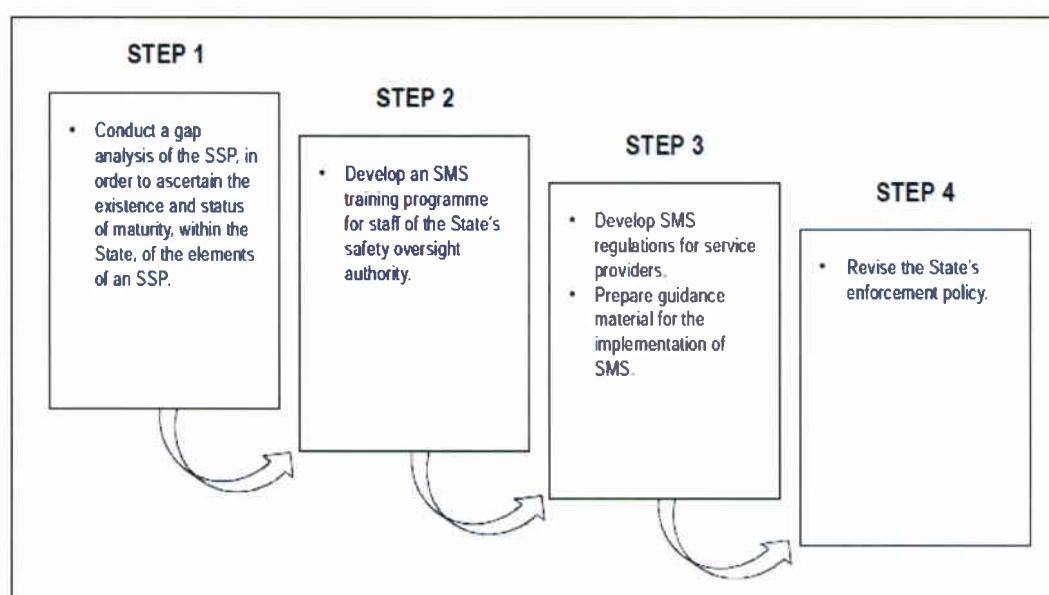 STEP 1
• Conduct a gap
analysis of the SSP, in
order to ascertain the
existence and status
of maturity, within the
State, of the elements
of an SSP.
STEP 2
• Develop an SMS
training programme
for staff of the State's
safety oversight
authority.
STEP 3
• Develop SMS
regulations for service
providers.
• Prepare guidance
material for the
implementation of
SMS.
STEP 4
• Revise the State's
enforcement policy.